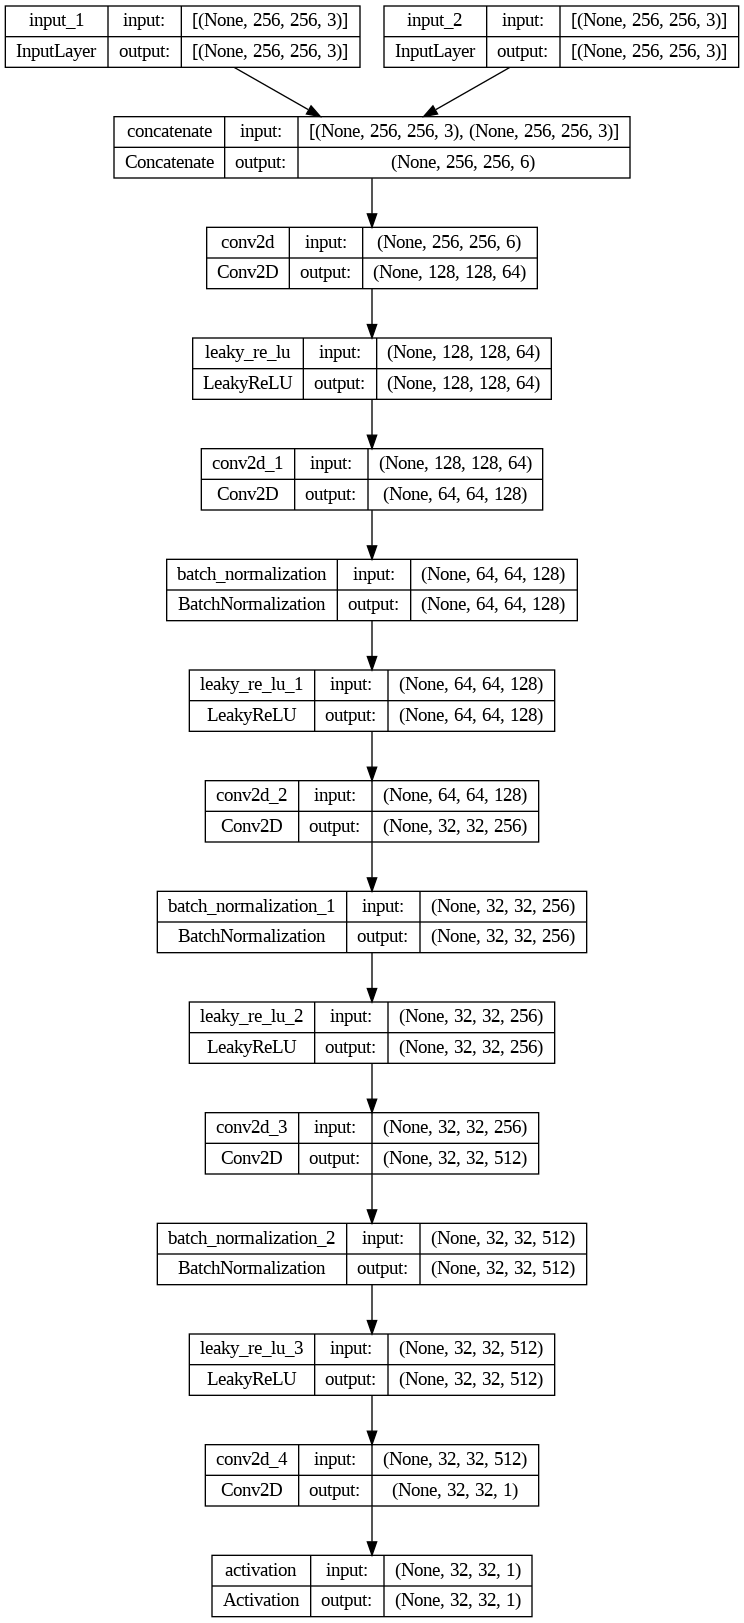 input_1 input: [(None, 256, 256, 3)]
InputLayer output: [(None, 256, 256, 3)]
input_2 input: [(None, 256, 256, 3)]
InputLayer output: [(None, 256, 256, 3)]
concatenate input: [(None, 256, 256, 3), (None, 256, 256, 3)]
Concatenate output: (None, 256, 256, 6)
conv2d input: (None, 256, 256, 6)
Conv2D output: (None, 128, 128, 64)
leaky_re_lu input: (None, 128, 128, 64)
LeakyReLU output: (None, 128, 128, 64)
conv2d_1 input: (None, 128, 128, 64)
Conv2D output: (None, 64, 64, 128)
batch_normalization input: (None, 64, 64, 128)
BatchNormalization output: (None, 64, 64, 128)
leaky_re_lu_1 input: (None, 64, 64, 128)
LeakyReLU output: (None, 64, 64, 128)
conv2d_2 input: (None, 64, 64, 128)
Conv2D output: (None, 32, 32, 256)
batch_normalization_1 input: (None, 32, 32, 256)
BatchNormalization output: (None, 32, 32, 256)
leaky_re_lu_2 input: (None, 32, 32, 256)
LeakyReLU output: (None, 32, 32, 256)
conv2d_3 input: (None, 32, 32, 256)
Conv2D output: (None, 32, 32, 512)
batch_normalization_2 input: (None, 32, 32, 512)
BatchNormalization output: (None, 32, 32, 512)
leaky_re_lu_3 input: (None, 32, 32, 512)
LeakyReLU output: (None, 32, 32, 512)
conv2d_4 input: (None, 32, 32, 512)
Conv2D output: (None, 32, 32, 1)
activation input: (None, 32, 32, 1)
Activation output: (None, 32, 32, 1)